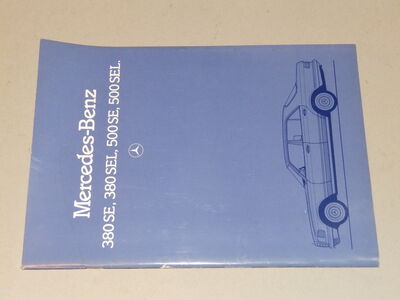 Mercedes-Benz
380 SE, 380 SEL, 500 SE, 500 SEL.